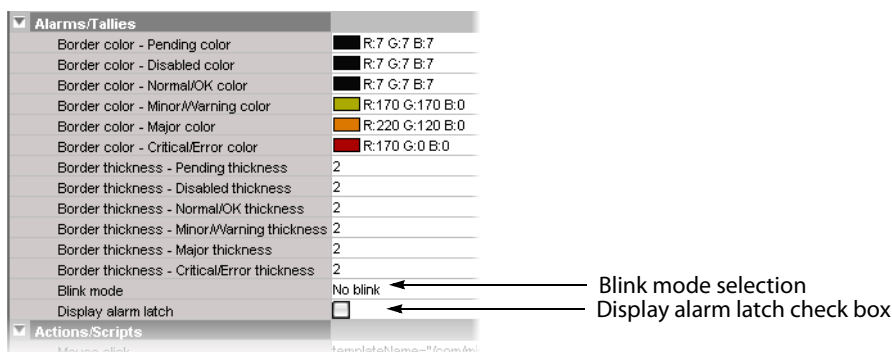 Alarms/Tallies
Border color - Pending color R:7 G:7 B:7
Border color - Disabled color R:7 G:7 B:7
Border color - Normal/OK color R:7 G:7 B:7
Border color - Minor/Warning color R:170 G:170 B:0
Border color - Major color R:220 G:120 B:0
Border color - Critical/Error color R:170 G:0 B:0
Border thickness - Pending thickness 2
Border thickness - Disabled thickness 2
Border thickness - Normal/OK thickness 2
Border thickness - Minor/Warning thickness 2
Border thickness - Major thickness 2
Border thickness - Critical/Error thickness 2
Blink mode No blink Blink mode selection
Display alarm latch Display alarm latch check box
Actions/Scripts
Mouse click templateName="/com/mi